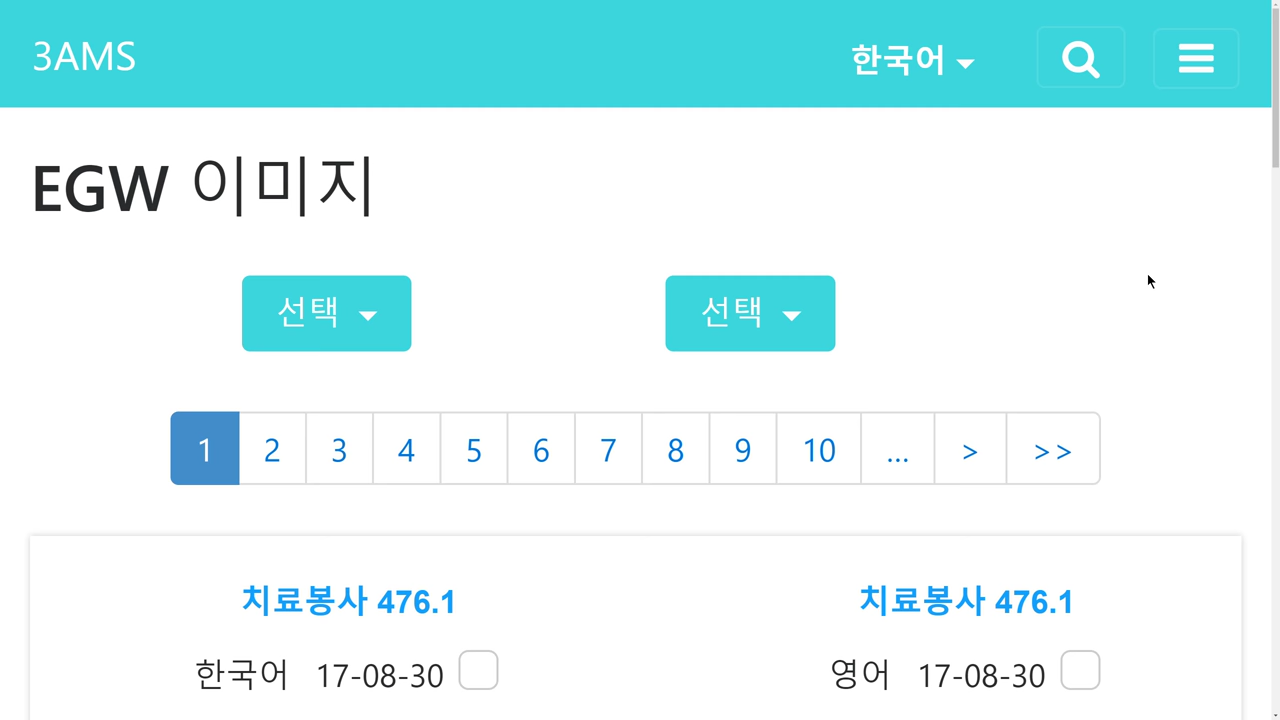 3AMS 한국어
EGW 이미지
선택 선택
1 2 3 4 5 6 7 8 9 10 ... > >>
치료봉사 476.1 치료봉사 476.1
한국어 17-08-30 영어 17-08-30